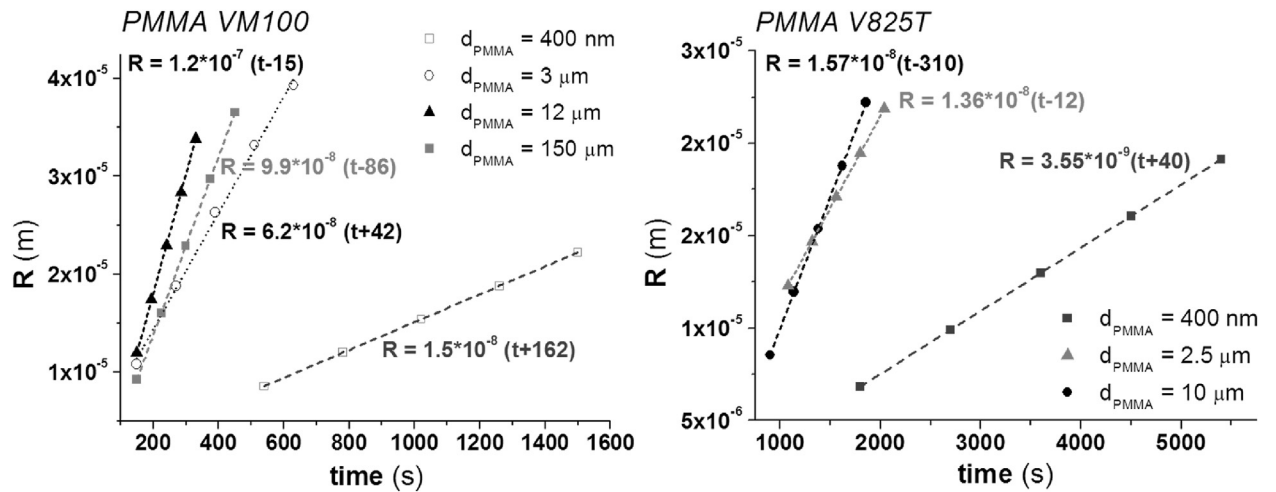 PMMA VM100
R = 1.2*10⁻⁷ (t-15)
d_PMMA = 400 nm
d_PMMA = 3 μm
d_PMMA = 12 μm
d_PMMA = 150 μm
R = 9.9*10⁻⁸ (t-86)
R = 6.2*10⁻⁸ (t+42)
R = 1.5*10⁻⁸ (t+162)
4x10⁻⁵
3x10⁻⁵
2x10⁻⁵
1x10⁻⁵
R (m)
200 400 600 800 1000 1200 1400 1600
time (s)
PMMA V825T
R = 1.57*10⁻⁸(t-310)
R = 1.36*10⁻⁸(t-12)
R = 3.55*10⁻⁹(t+40)
d_PMMA = 400 nm
d_PMMA = 2.5 μm
d_PMMA = 10 μm
3x10⁻⁵
2x10⁻⁵
2x10⁻⁵
1x10⁻⁵
5x10⁻⁶
R (m)
1000 2000 3000 4000 5000
time (s)